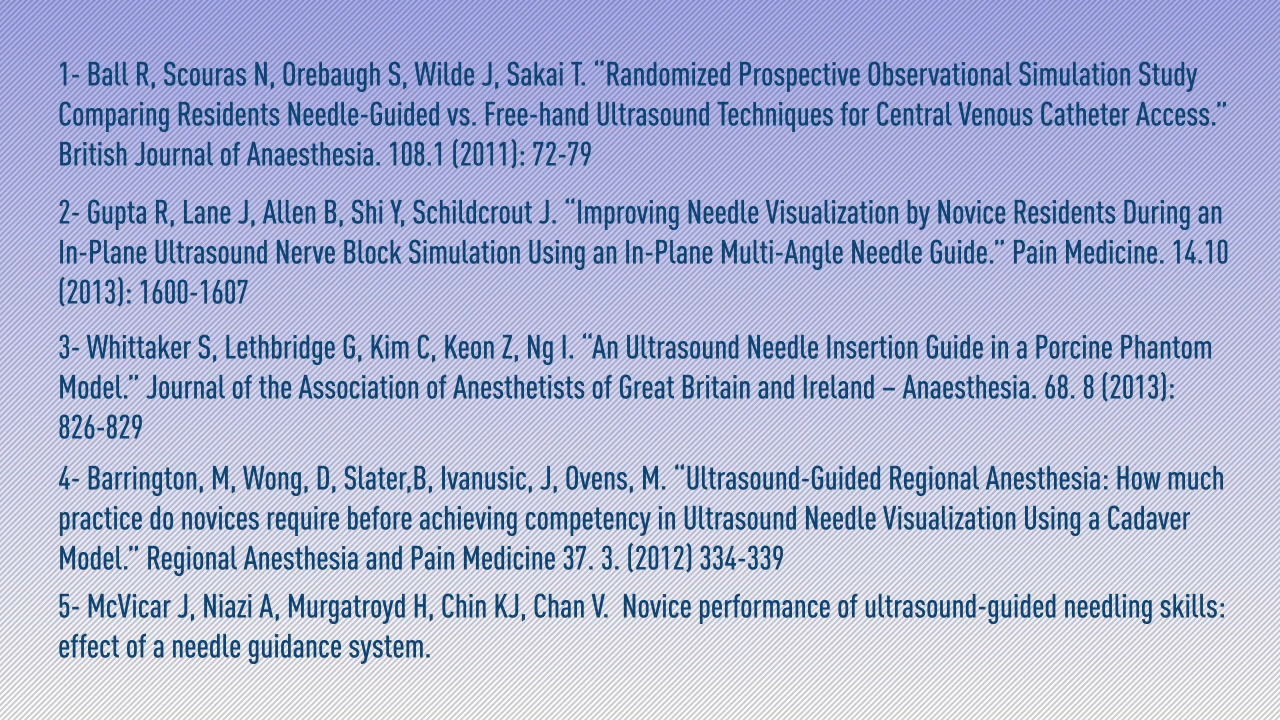 1- Ball R, Scouras N, Orebaugh S, Wilde J, Sakai T. “Randomized Prospective Observational Simulation Study
Comparing Residents Needle-Guided vs. Free-hand Ultrasound Techniques for Central Venous Catheter Access.”
British Journal of Anaesthesia. 108.1 (2011): 72-79
2- Gupta R, Lane J, Allen B, Shi Y, Schildcrout J. “Improving Needle Visualization by Novice Residents During an
In-Plane Ultrasound Nerve Block Simulation Using an In-Plane Multi-Angle Needle Guide.” Pain Medicine. 14.10
(2013): 1600-1607
3- Whittaker S, Lethbridge G, Kim C, Keon Z, Ng I. “An Ultrasound Needle Insertion Guide in a Porcine Phantom
Model.” Journal of the Association of Anesthetists of Great Britain and Ireland – Anaesthesia. 68. 8 (2013):
826-829
4- Barrington, M, Wong, D, Slater,B, Ivanusic, J, Ovens, M. “Ultrasound-Guided Regional Anesthesia: How much
practice do novices require before achieving competency in Ultrasound Needle Visualization Using a Cadaver
Model.” Regional Anesthesia and Pain Medicine 37. 3. (2012) 334-339
5- McVicar J, Niazi A, Murgatroyd H, Chin KJ, Chan V.  Novice performance of ultrasound-guided needling skills:
effect of a needle guidance system.